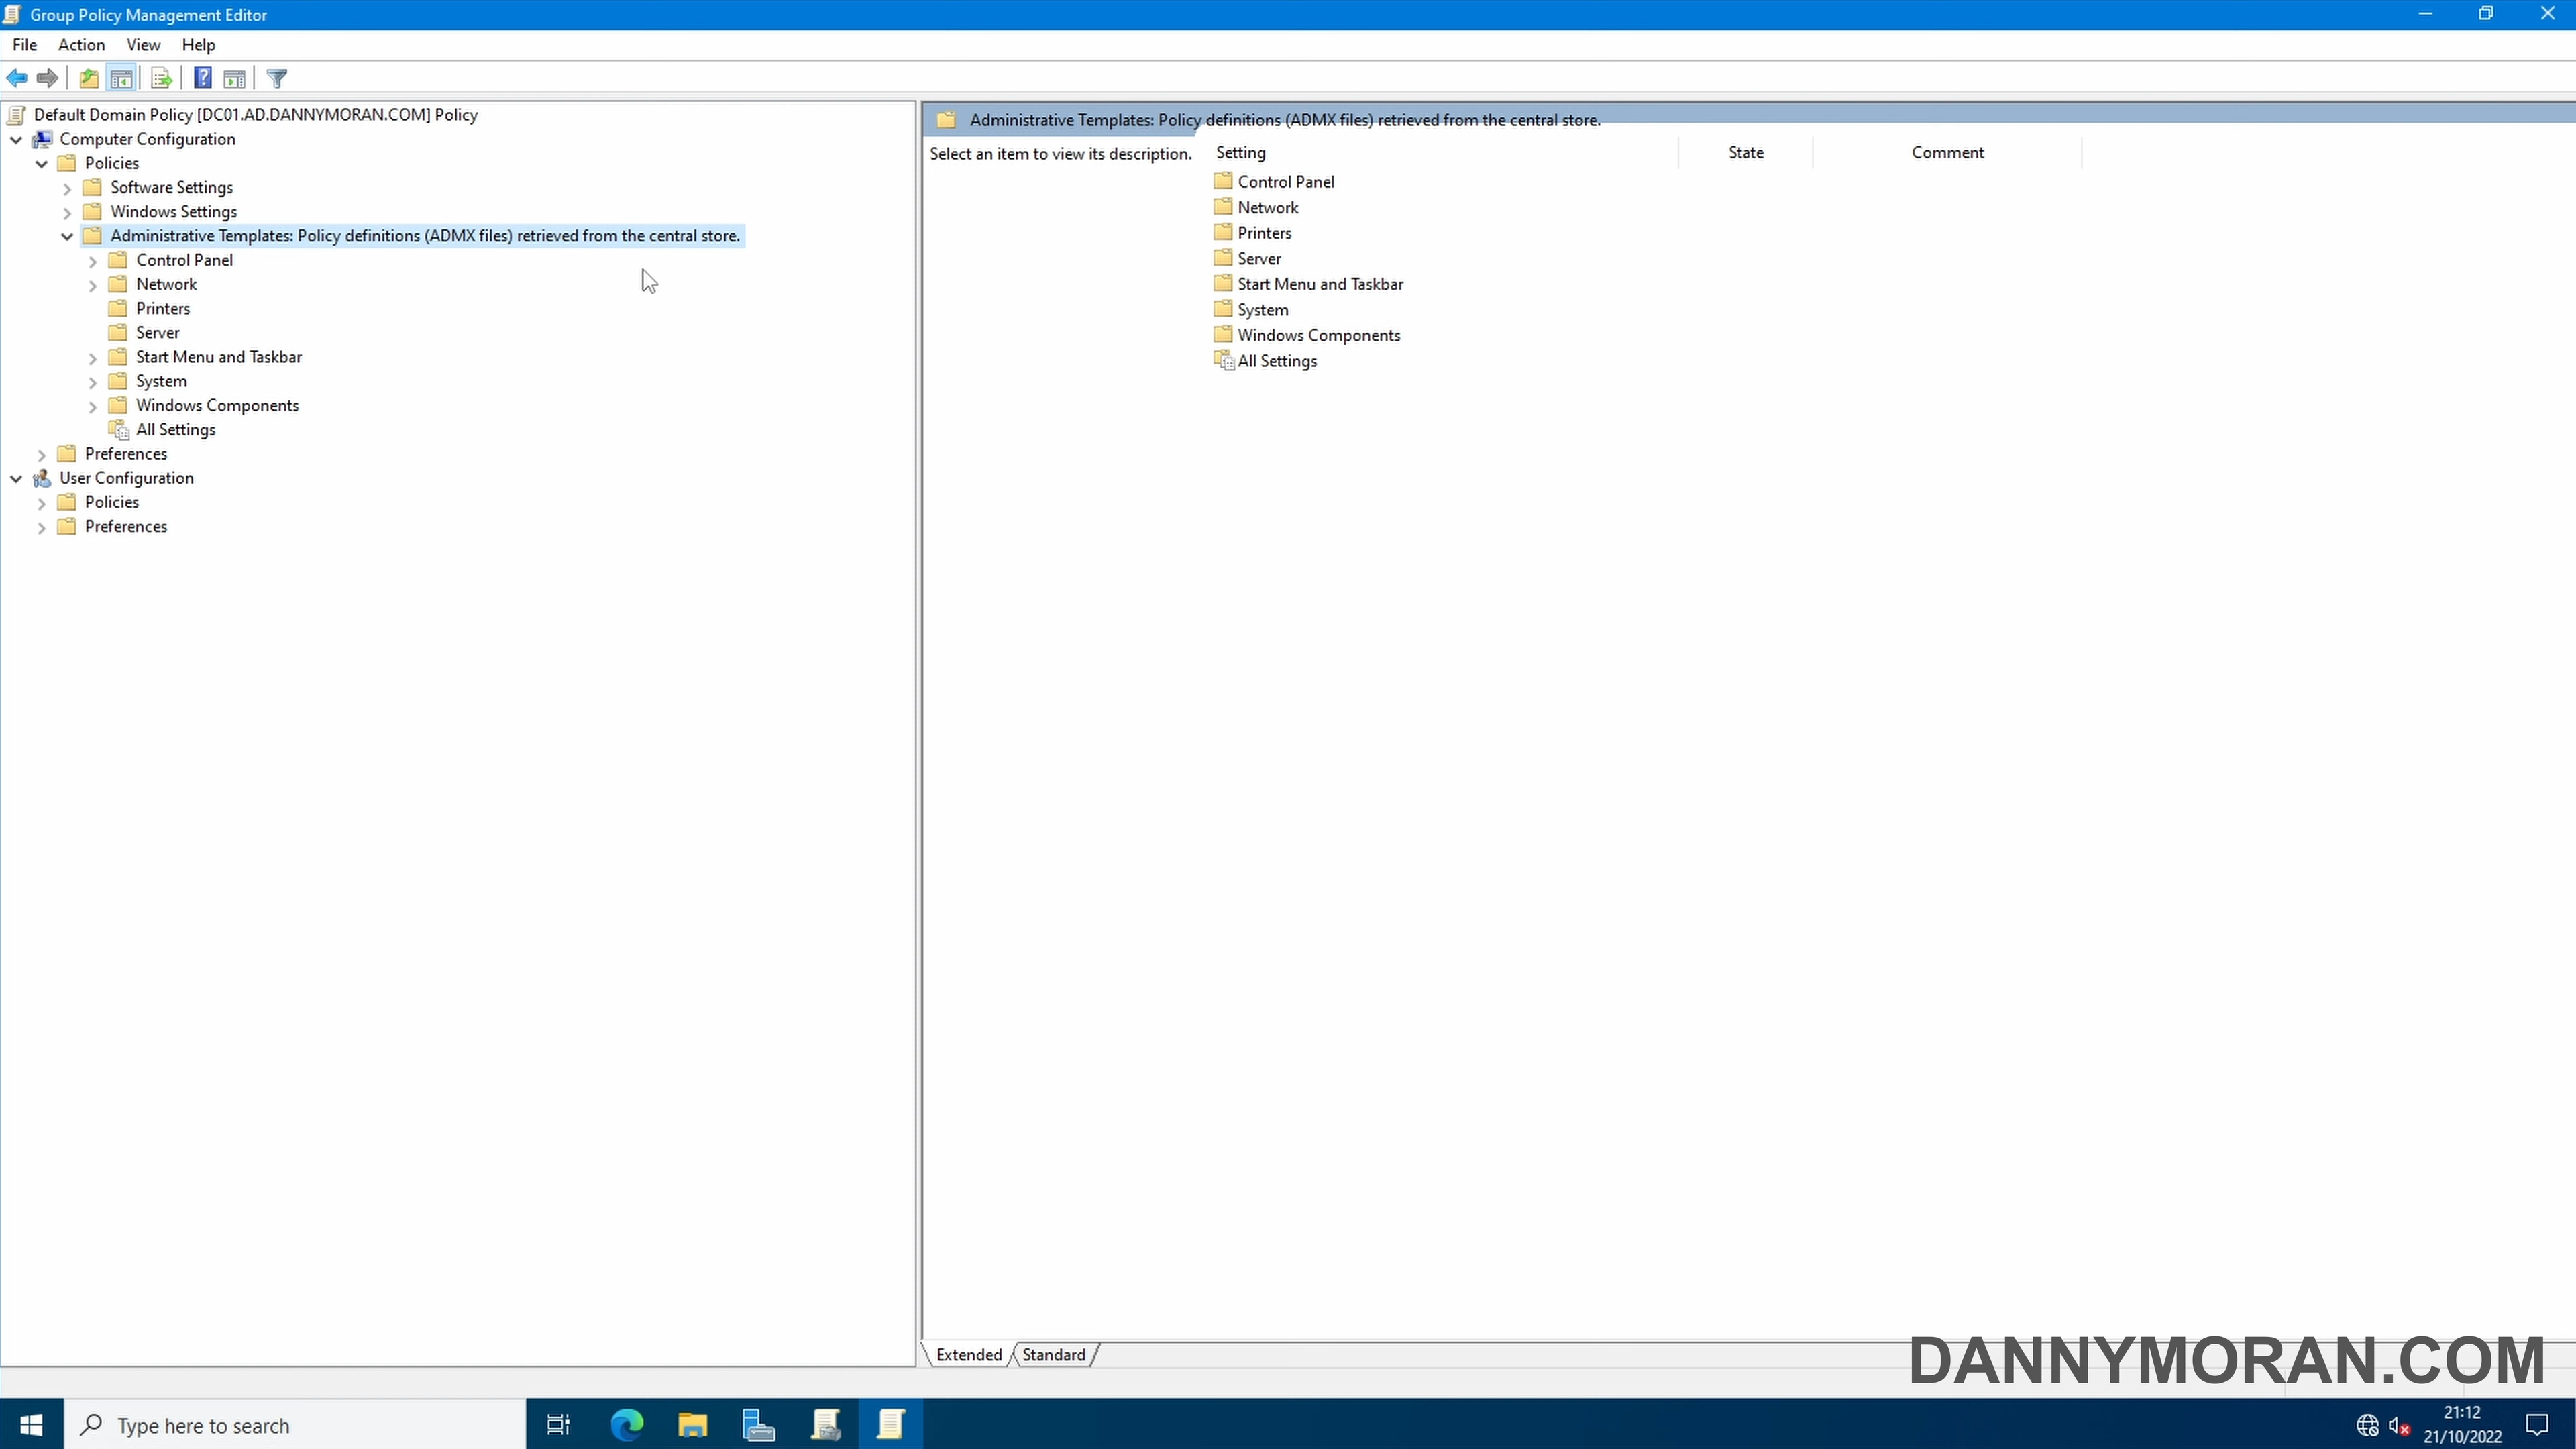 Group Policy Management Editor
File Action View Help
Default Domain Policy [DC01.AD.DANNYMORAN.COM] Policy
Computer Configuration
Policies
Software Settings
Windows Settings
Administrative Templates: Policy definitions (ADMX files) retrieved from the central store.
Control Panel
Network
Printers
Server
Start Menu and Taskbar
System
Windows Components
All Settings
Preferences
User Configuration
Policies
Preferences
Administrative Templates: Policy definitions (ADMX files) retrieved from the central store.
Select an item to view its description.
Setting State Comment
Control Panel
Network
Printers
Server
Start Menu and Taskbar
System
Windows Components
All Settings
Extended Standard
DANNYMORAN.COM
Type here to search
21:12
21/10/2022